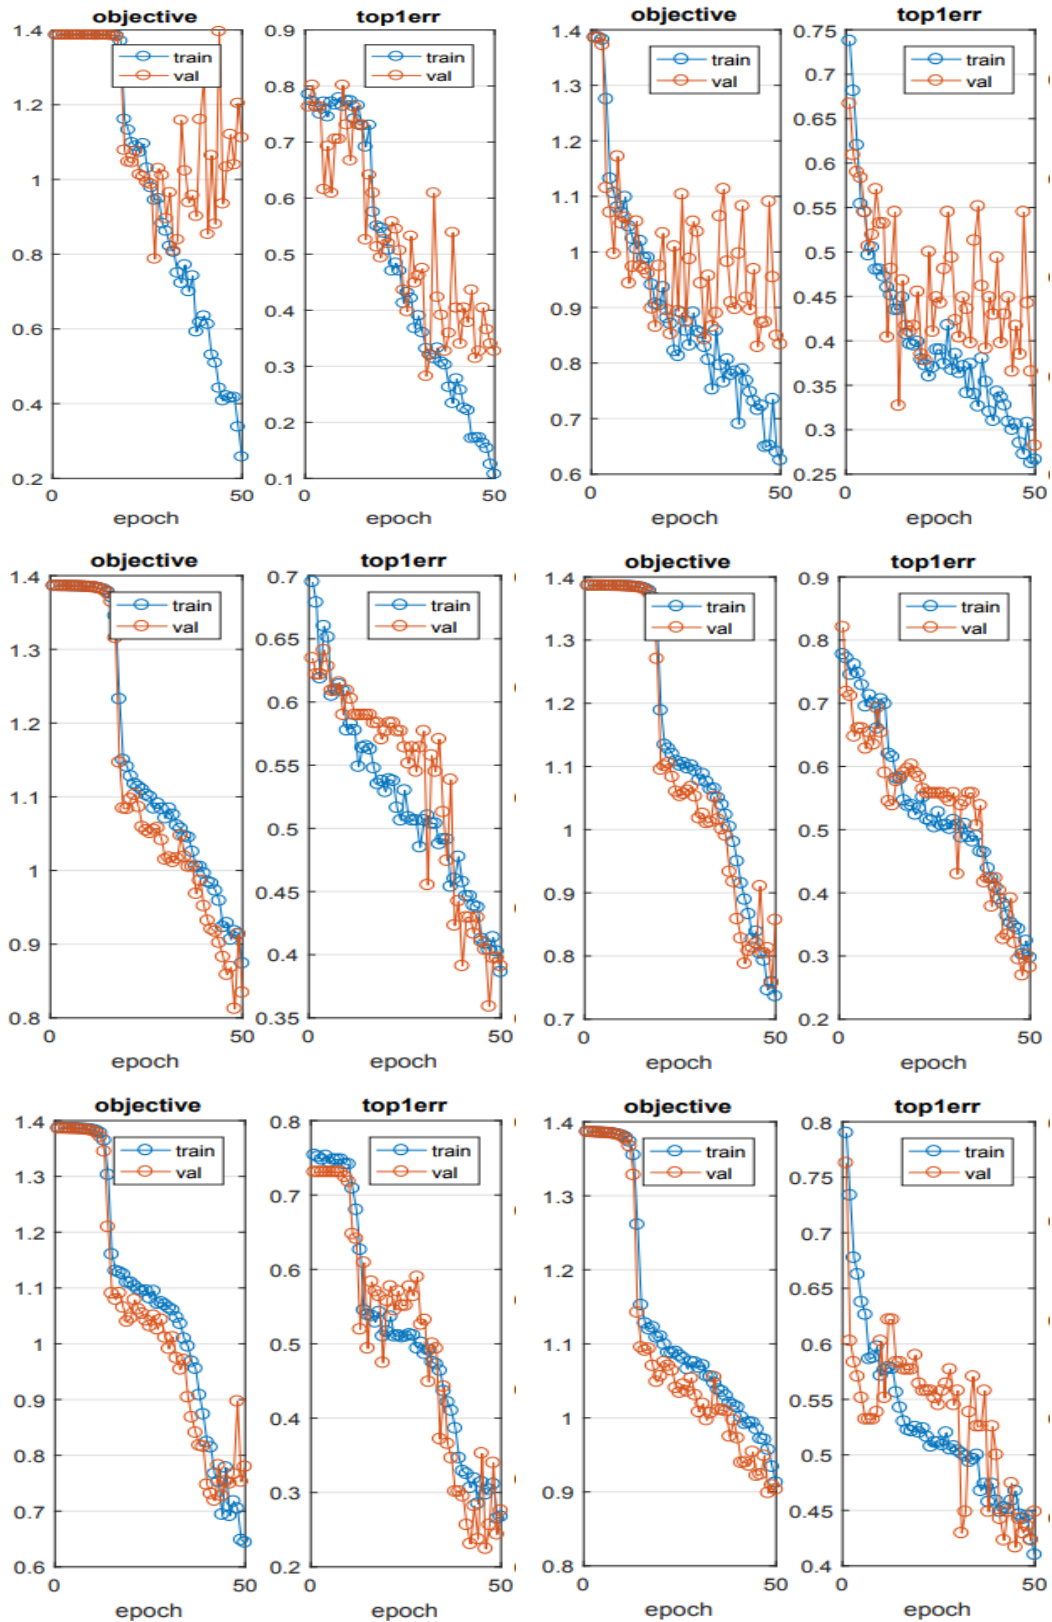 objective top1err objective top1err
1.4 0.9 1.4 0.75
train train train train
val val val val
1.2 0.8 1.3 0.7
0.7 1.2 0.65
1 0.6 1.1 0.6
0.8 0.5 1 0.55
0.5
0.6 0.4 0.9 0.45
0.3 0.8 0.4
0.4 0.35
0.2 0.7 0.3
0.2 0.1 0.6 0.25
0 50 0 50 0 50 0 50
epoch epoch epoch epoch
objective top1err objective top1err
1.4 0.7 1.4 0.9
train train train train
val val val val
1.3 0.65 1.3 0.8
1.2 0.6 1.2 0.7
1.1 0.55 1.1 0.6
1 0.5 1 0.5
0.45 0.9 0.4
0.9 0.4 0.8 0.3
0.8 0.35 0.7 0.2
0 50 0 50 0 50 0 50
epoch epoch epoch epoch
objective top1err objective top1err
1.4 0.8 1.4 0.8
train train train train
val val val val
1.3 0.7 1.3 0.75
1.2 0.7
1.1 0.6 1.2 0.65
1 0.5 1.1 0.6
0.9 0.4 1 0.55
0.8 0.9 0.5
0.7 0.3 0.45
0.6 0.2 0.8 0.4
0 50 0 50 0 50 0 50
epoch epoch epoch epoch